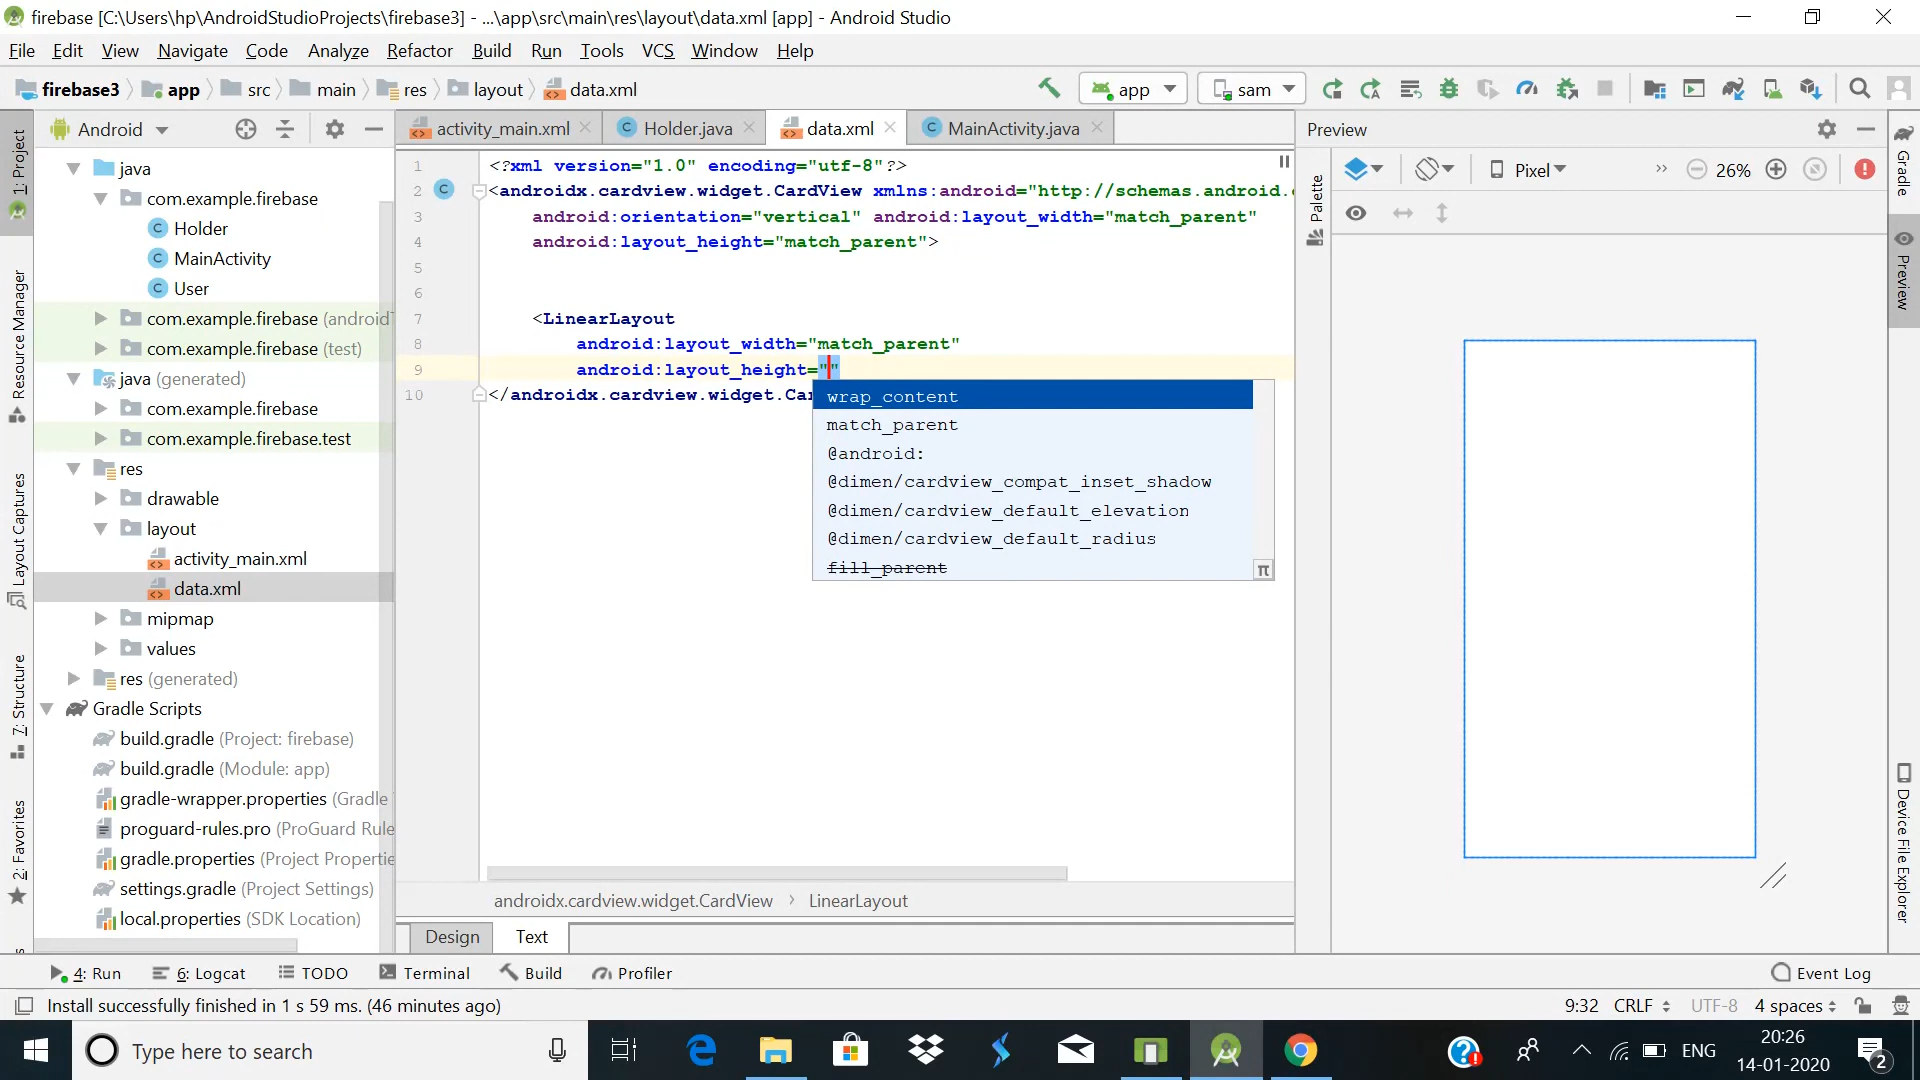 firebase [C:\Users\hp\AndroidStudioProjects\firebase3] - ...\app\src\main\res\layout\data.xml [app] - Android Studio
File Edit View Navigate Code Analyze Refactor Build Run Tools VCS Window Help
firebase3 app src main res layout data.xml app sam
Android
activity_main.xml Holder.java data.xml MainActivity.java
Preview
Pixel 26%
1: Project
Resource Manager
Layout Captures
7: Structure
2: Favorites
java
com.example.firebase
Holder
MainActivity
User
com.example.firebase (android
com.example.firebase (test)
java (generated)
com.example.firebase
com.example.firebase.test
res
drawable
layout
activity_main.xml
data.xml
mipmap
values
res (generated)
Gradle Scripts
build.gradle (Project: firebase)
build.gradle (Module: app)
gradle-wrapper.properties (Gradle
proguard-rules.pro (ProGuard Rule
gradle.properties (Project Propertie
settings.gradle (Project Settings)
local.properties (SDK Location)
1 <?xml version="1.0" encoding="utf-8"?>
2 <androidx.cardview.widget.CardView xmlns:android="http://schemas.android.
3 android:orientation="vertical" android:layout_width="match_parent"
4 android:layout_height="match_parent">
5
6
7 <LinearLayout
8 android:layout_width="match_parent"
9 android:layout_height=""
10 </androidx.cardview.widget.Car
wrap_content
match_parent
@android:
@dimen/cardview_compat_inset_shadow
@dimen/cardview_default_elevation
@dimen/cardview_default_radius
fill_parent
π
androidx.cardview.widget.CardView › LinearLayout
Design Text
Palette
Gradle
Preview
Device File Explorer
4: Run 6: Logcat TODO Terminal Build Profiler Event Log
Install successfully finished in 1 s 59 ms. (46 minutes ago) 9:32 CRLF UTF-8 4 spaces
Type here to search
ENG
20:26
14-01-2020
2